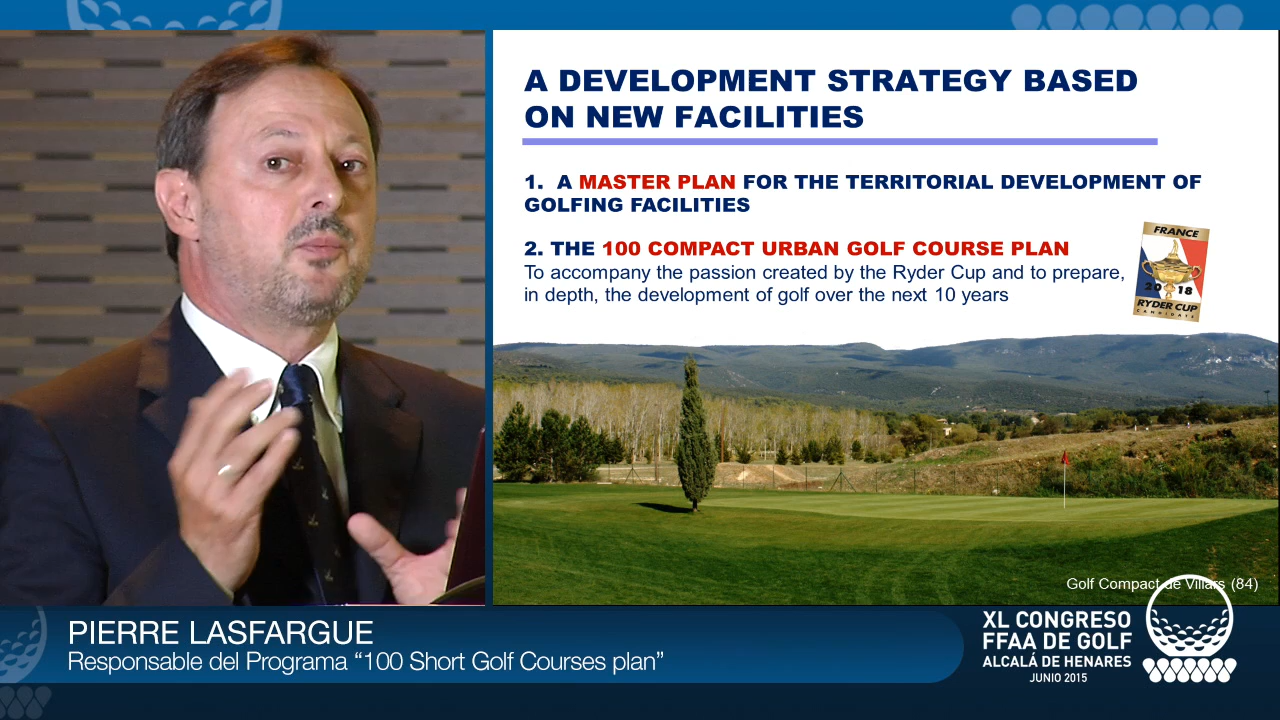 A DEVELOPMENT STRATEGY BASED
ON NEW FACILITIES
1. A MASTER PLAN FOR THE TERRITORIAL DEVELOPMENT OF
GOLFING FACILITIES
2. THE 100 COMPACT URBAN GOLF COURSE PLAN
To accompany the passion created by the Ryder Cup and to prepare,
in depth, the development of golf over the next 10 years
FRANCE
20 18
RYDER CUP
CANDIDATE
Golf Compact de Villars (84)
PIERRE LASFARGUE
Responsable del Programa “100 Short Golf Courses plan”
XL CONGRESO
FFAA DE GOLF
ALCALÁ DE HENARES
JUNIO 2015